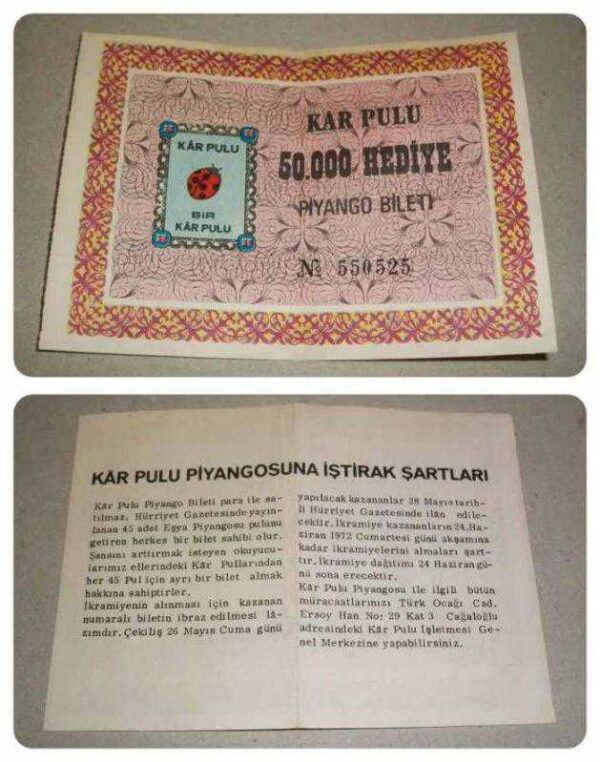 KÂR PULU
BİR
KÂR PULU
KAR PULU
50.000 HEDİYE
PİYANGO BİLETİ
№ 550525
KÂR PULU PİYANGOSUNA İŞTİRAK ŞARTLARI
Kâr Pulu Piyango Bileti para ile sa-
tılmaz. Hürriyet Gazetesinde yayın-
lanan 45 adet Eşya Piyangosu pulunu
getiren herkes bir bilet sahibi olur.
Şansını arttırmak isteyen okuyucu-
larımız ellerindeki Kâr Pullarından
her 45 Pul için ayrı bir bilet almak
hakkına sahiptirler.
İkramiyenin alınması için kazanan
numaralı biletin ibraz edilmesi lâ-
zımdır. Çekiliş 26 Mayıs Cuma günü
yapılacak kazananlar 28 Mayıs tarih-
li Hürriyet Gazetesinde ilân edile-
cektir. İkramiye kazananların 24.Ha-
ziran 1972 Cumartesi günü akşamına
kadar ikramiyelerini almaları şart-
tır. İkramiye dağıtımı 24 Haziran gü-
nü sona erecektir.
Kâr Pulu Piyangosu ile ilgili bütün
müracaatlarınızı Türk Ocağı Cad.
Ersoy Han No: 29 Kat 3 Cağaloğlu
adresindeki Kâr Pulu İşletmesi Ge-
nel Merkezine yapabilirsiniz.